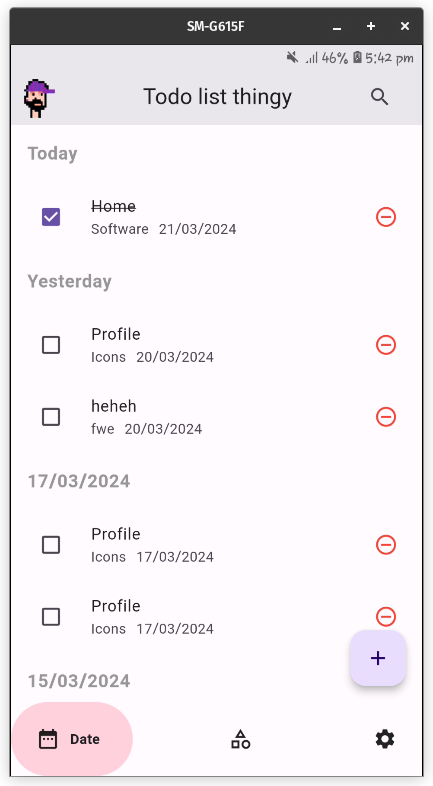 SM-G615F
46% 5:42 pm
Todo list thingy
Today
Home
Software 21/03/2024
Yesterday
Profile
Icons 20/03/2024
heheh
fwe 20/03/2024
17/03/2024
Profile
Icons 17/03/2024
Profile
Icons 17/03/2024
15/03/2024
Date